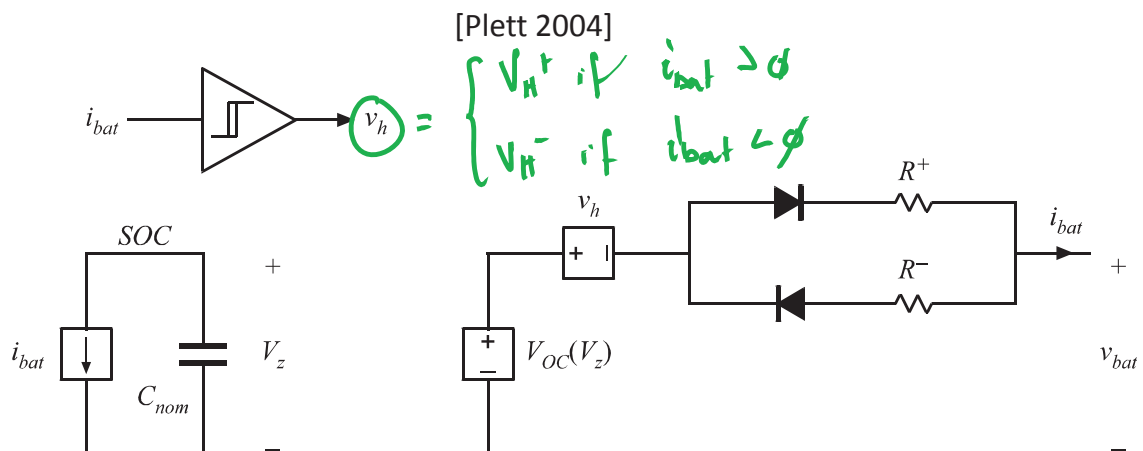 [Plett 2004]
i_bat
v_h = { V_H^+ if i_bat > 0
V_H^- if i_bat < 0
v_h
R^+
i_bat
SOC
+
+ −
R^-
+
i_bat
V_z
+
−
V_OC(V_z)
v_bat
C_nom
−
−